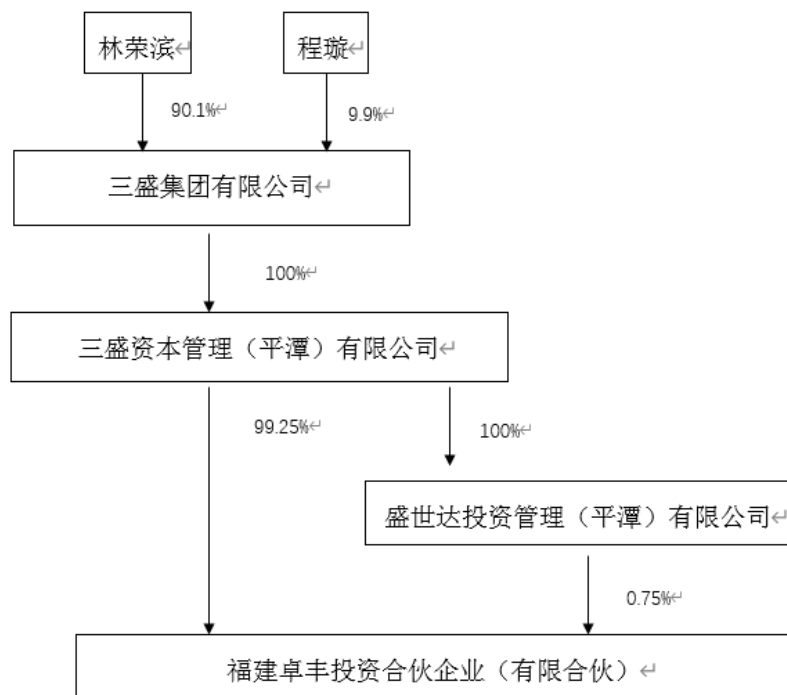 林荣滨
程璇
90.1%
9.9%
三盛集团有限公司
100%
三盛资本管理（平潭）有限公司
99.25%
100%
盛世达投资管理（平潭）有限公司
0.75%
福建卓丰投资合伙企业（有限合伙）